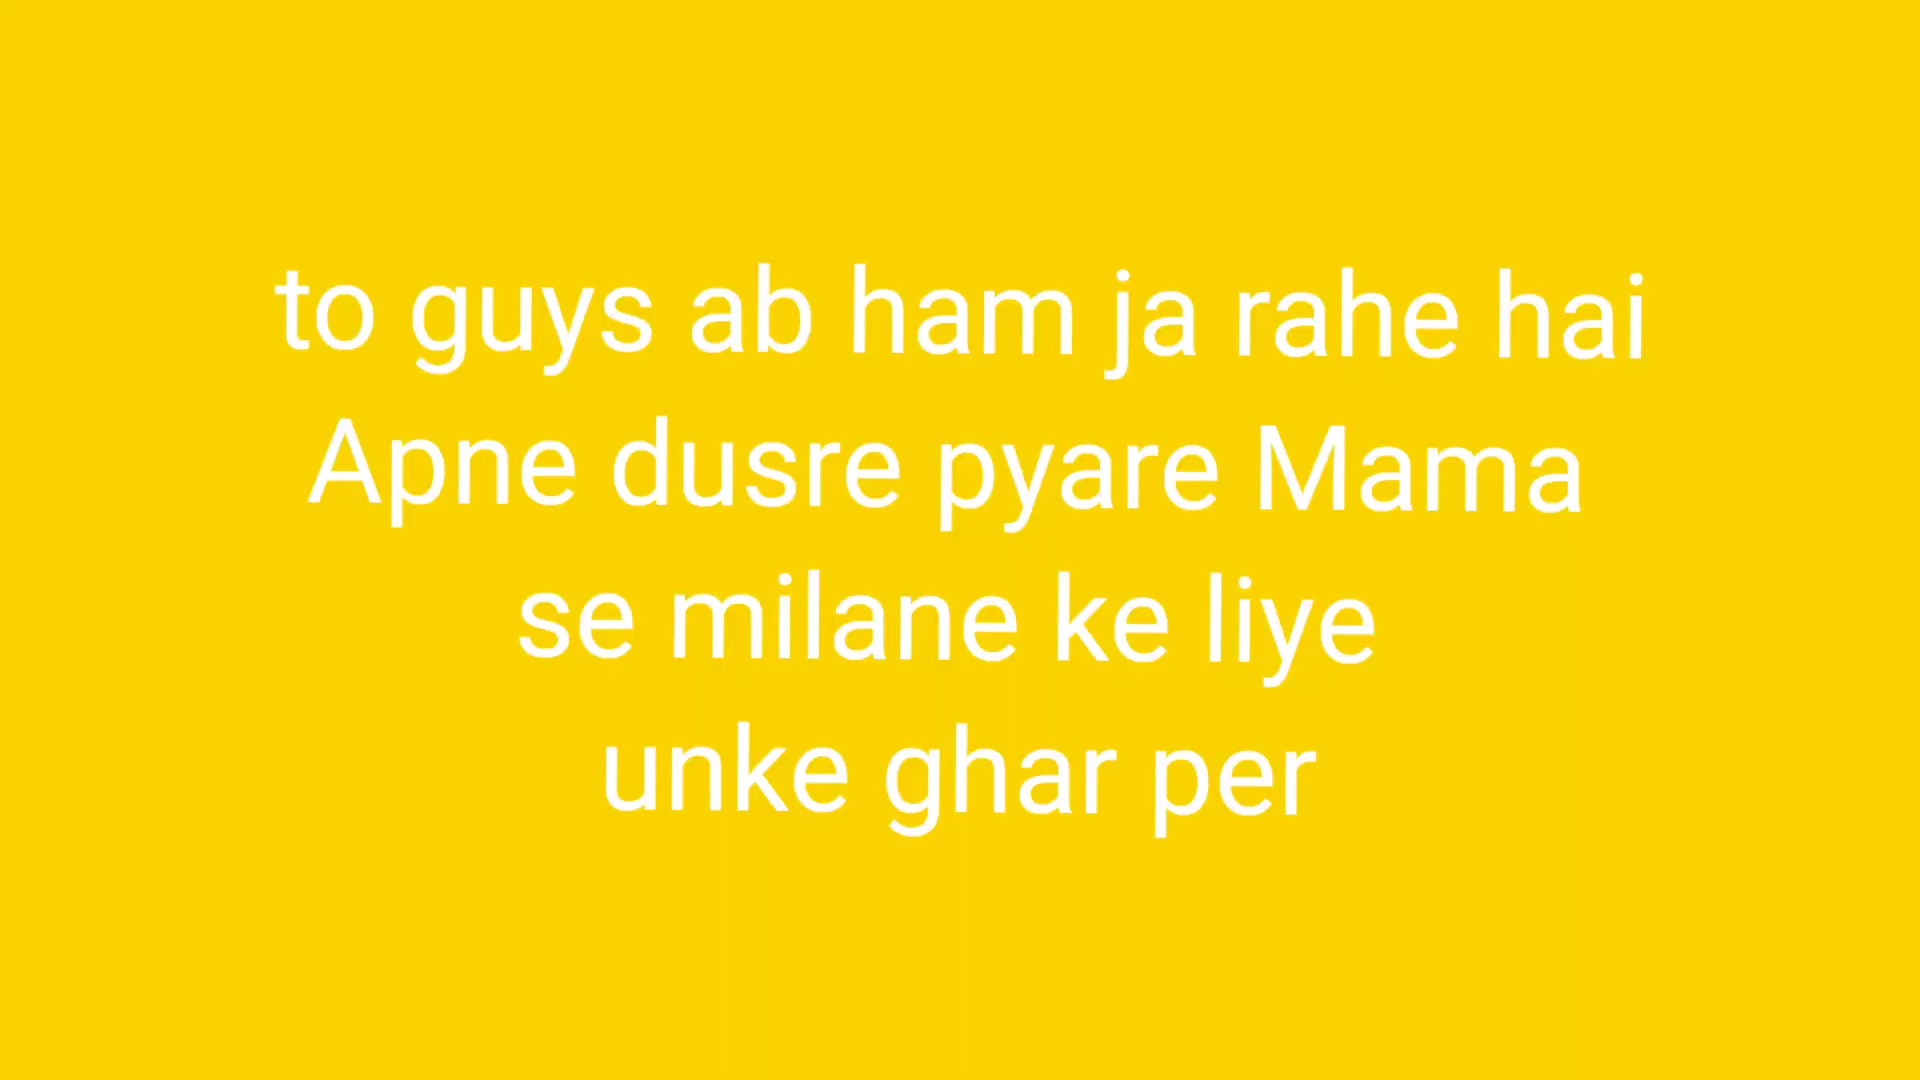 to guys ab ham ja rahe hai
Apne dusre pyare Mama
se milane ke liye
unke ghar per